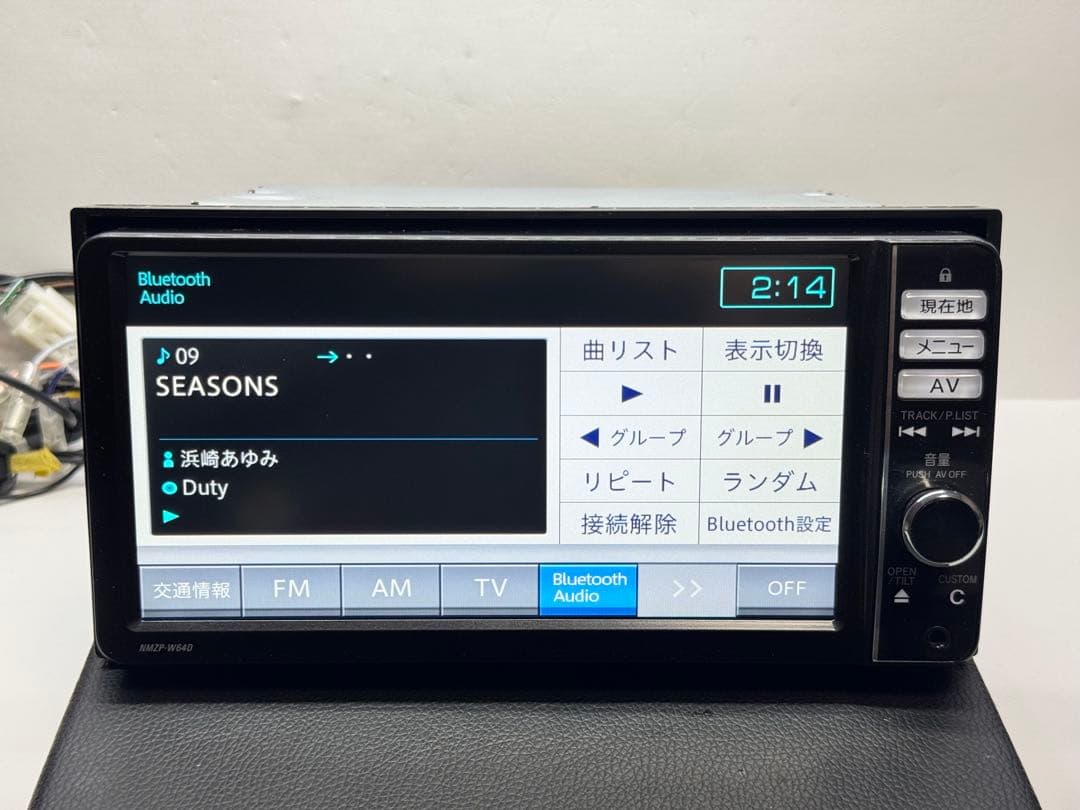 Bluetooth
Audio
2:14
♪ 09
→・・
SEASONS
浜崎あゆみ
Duty
▶
曲リスト
表示切換
▶
⏸
◀ グループ
グループ ▶
リピート
ランダム
接続解除
Bluetooth設定
交通情報
FM
AM
TV
Bluetooth
Audio
>>
OFF
NMZP-W64D
現在地
メニュー
AV
TRACK/P.LIST
音量
PUSH AV OFF
OPEN
/TILT
CUSTOM
C